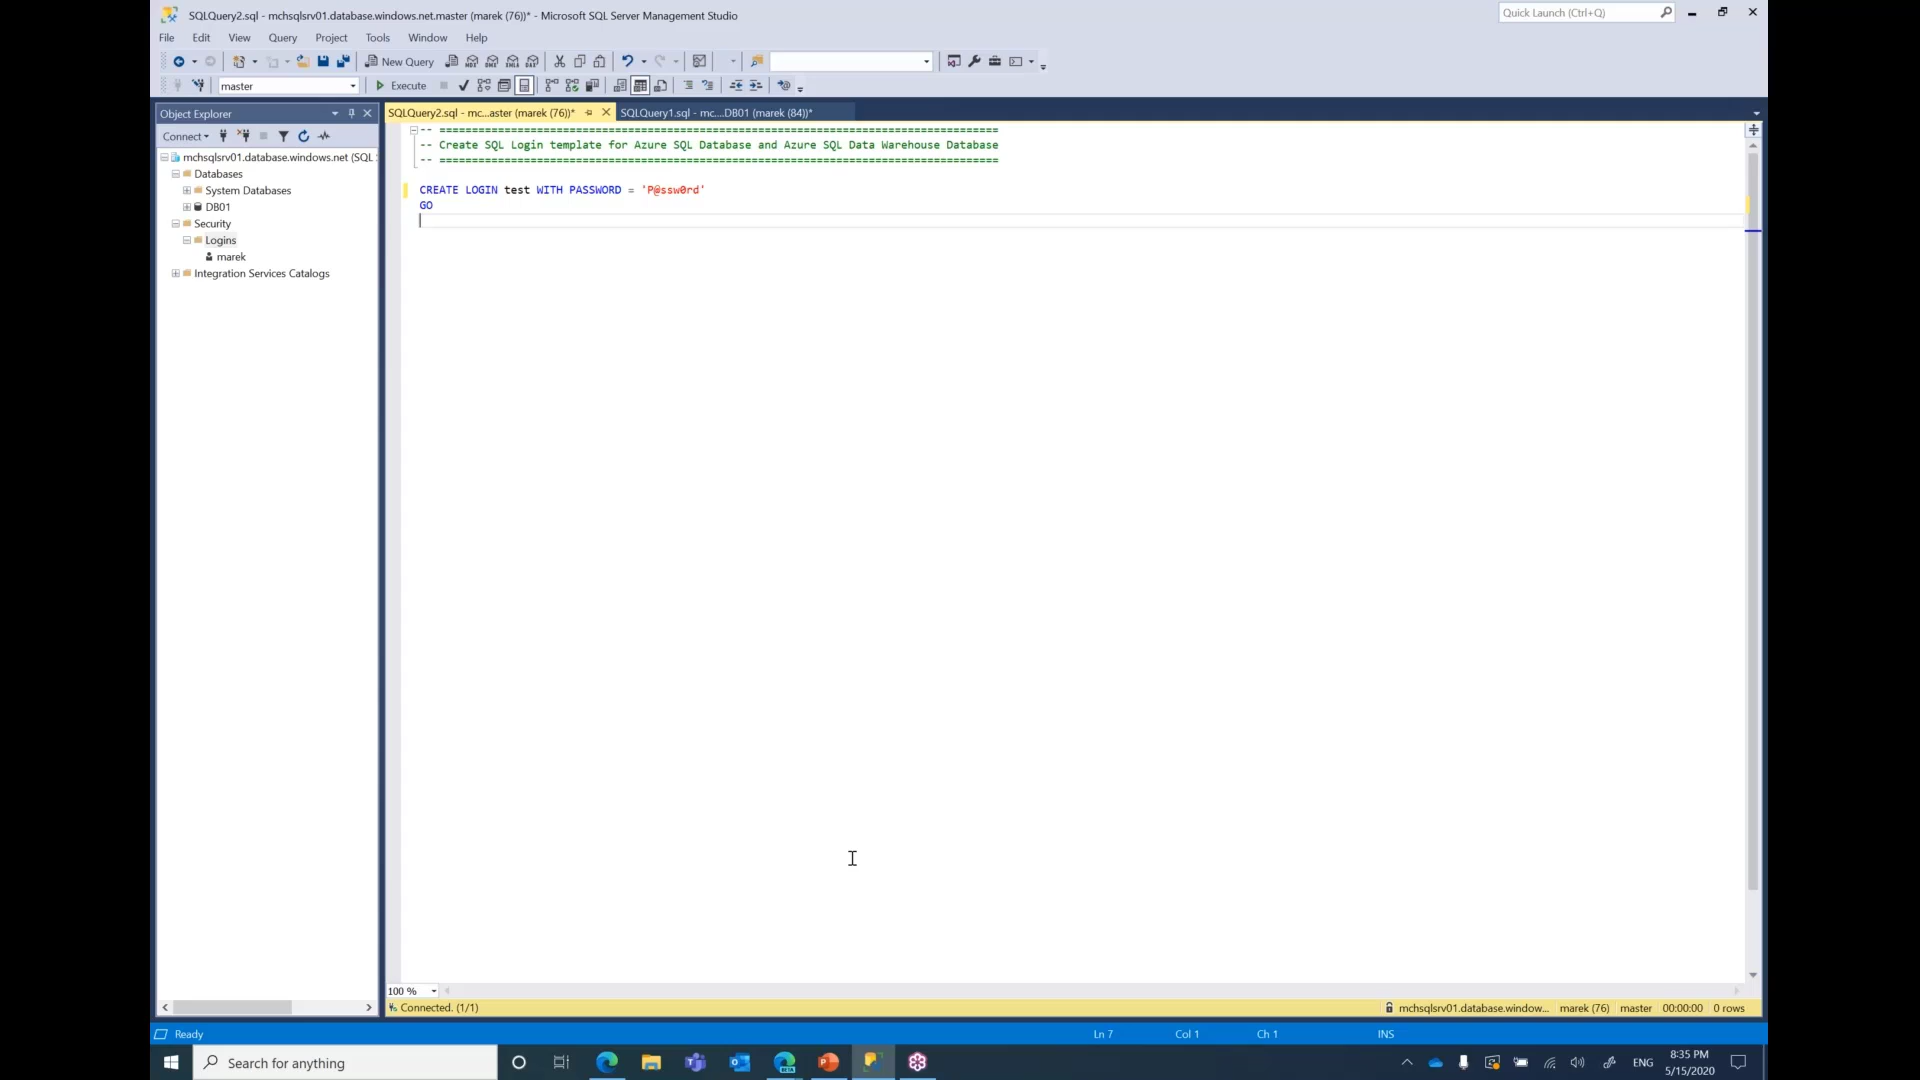 SQLQuery2.sql - mchsqlsrv01.database.windows.net.master (marek (76))* - Microsoft SQL Server Management Studio
Quick Launch (Ctrl+Q)
File Edit View Query Project Tools Window Help
New Query
MDX DMX XMLA DAX
master
Execute
Object Explorer
SQLQuery2.sql - mc...aster (marek (76))*
SQLQuery1.sql - mc....DB01 (marek (84))*
Connect
mchsqlsrv01.database.windows.net (SQL
Databases
System Databases
DB01
Security
Logins
marek
Integration Services Catalogs
-- ======================================================================================
-- Create SQL Login template for Azure SQL Database and Azure SQL Data Warehouse Database
-- ======================================================================================
CREATE LOGIN test WITH PASSWORD = 'P@ssw0rd'
GO
100 %
Connected. (1/1)
mchsqlsrv01.database.window...
marek (76)
master
00:00:00
0 rows
Ready
Ln 7
Col 1
Ch 1
INS
Search for anything
BETA
ENG
8:35 PM
5/15/2020